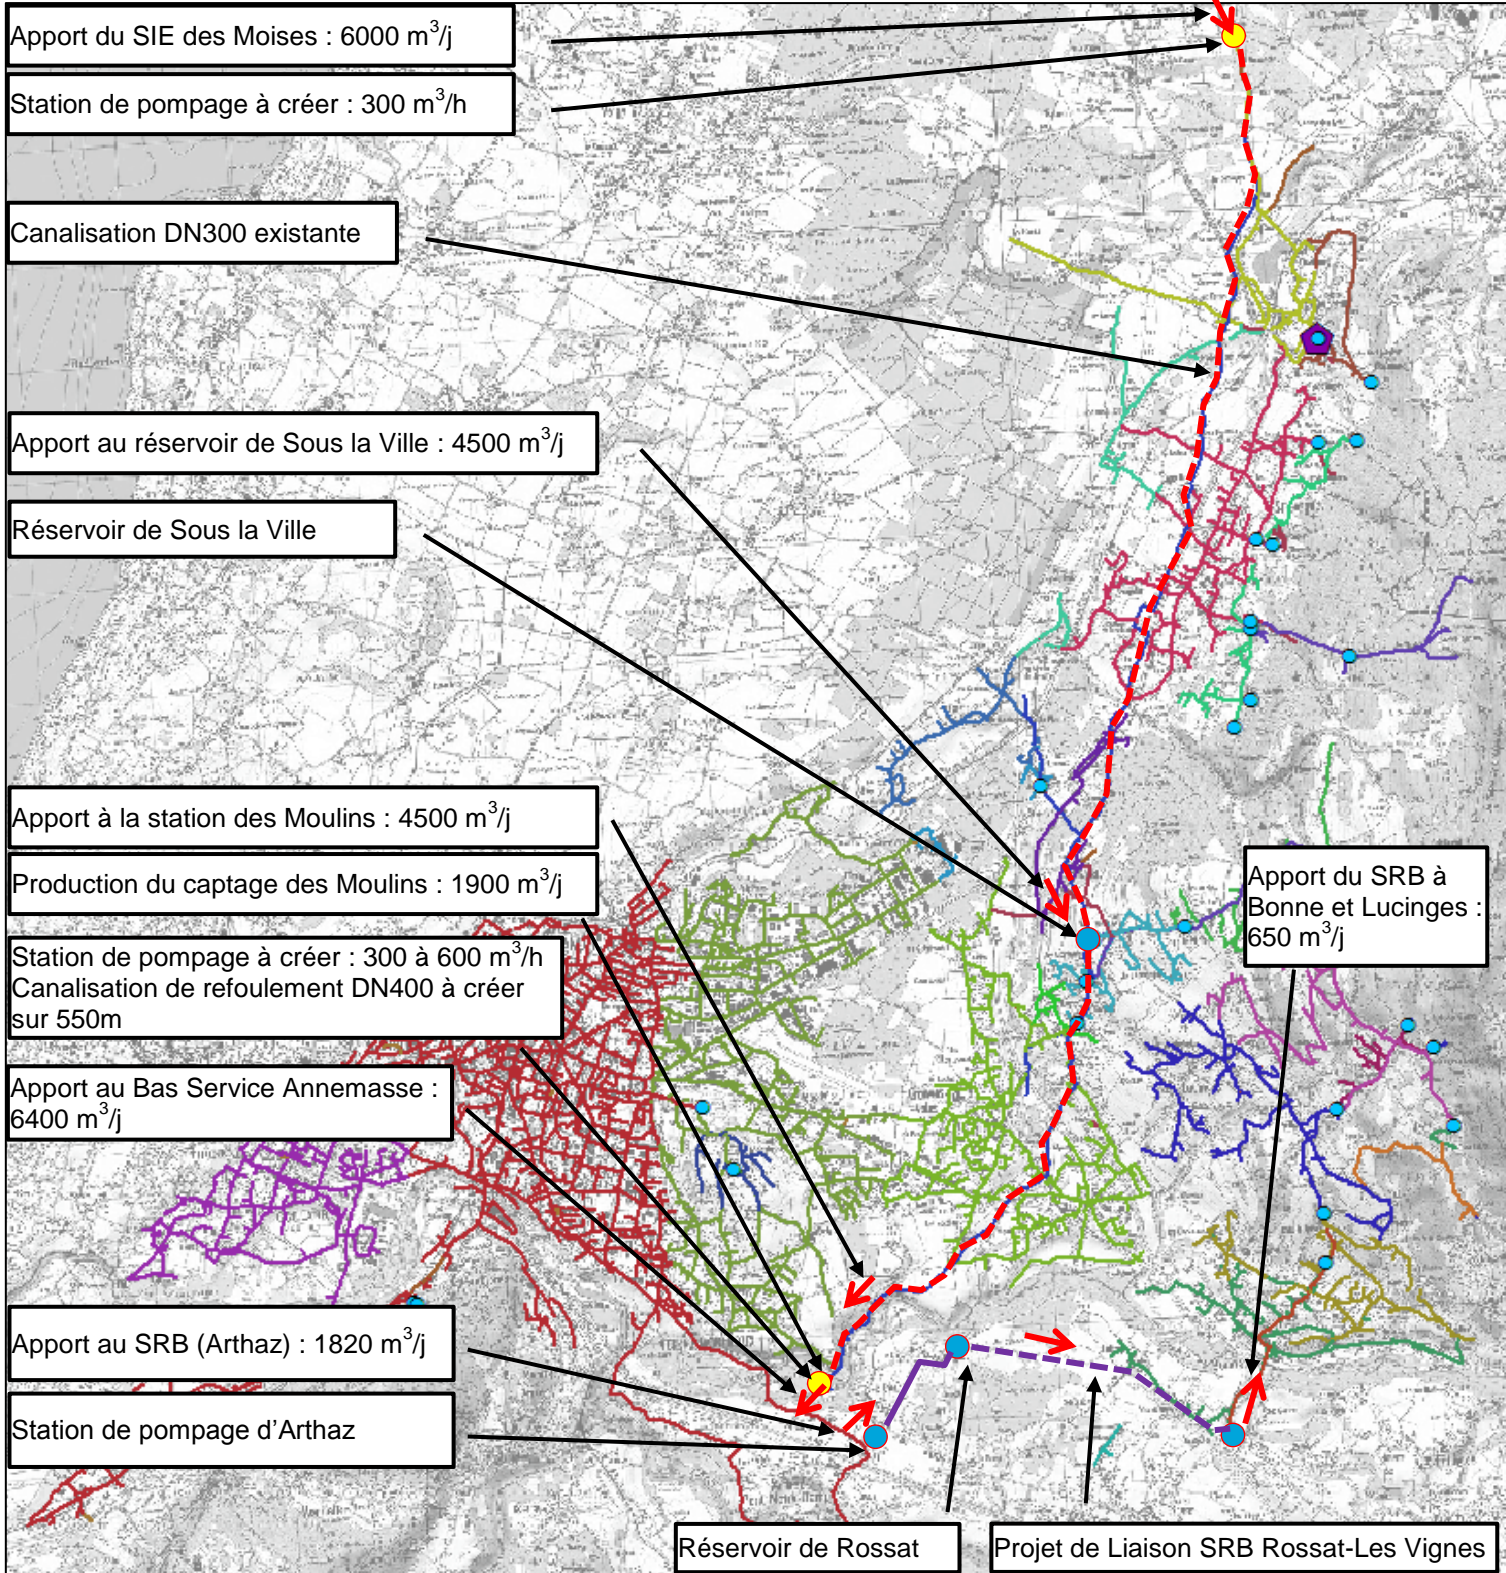 Apport du SIE des Moises : 6000 m³/j
Station de pompage à créer : 300 m³/h
Canalisation DN300 existante
Apport au réservoir de Sous la Ville : 4500 m³/j
Réservoir de Sous la Ville
Apport à la station des Moulins : 4500 m³/j
Production du captage des Moulins : 1900 m³/j
Apport du SRB à
Bonne et Lucinges :
650 m³/j
Station de pompage à créer : 300 à 600 m³/h
Canalisation de refoulement DN400 à créer
sur 550m
Apport au Bas Service Annemasse :
6400 m³/j
Apport au SRB (Arthaz) : 1820 m³/j
Station de pompage d'Arthaz
Réservoir de Rossat
Projet de Liaison SRB Rossat-Les Vignes